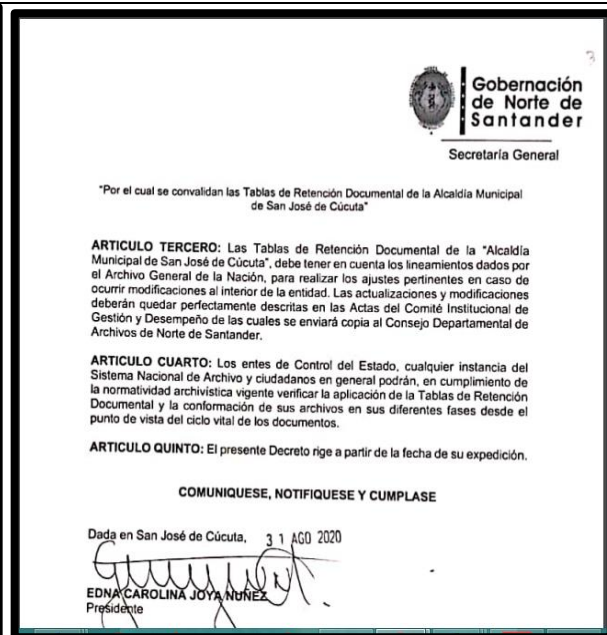 3
Gobernación
de Norte de
Santander
Secretaría General
"Por el cual se convalidan las Tablas de Retención Documental de la Alcaldía Municipal
de San José de Cúcuta"
ARTICULO TERCERO: Las Tablas de Retención Documental de la "Alcaldía
Municipal de San José de Cúcuta", debe tener en cuenta los lineamientos dados por
el Archivo General de la Nación, para realizar los ajustes pertinentes en caso de
ocurrir modificaciones al interior de la entidad. Las actualizaciones y modificaciones
deberán quedar perfectamente descritas en las Actas del Comité Institucional de
Gestión y Desempeño de las cuales se enviará copia al Consejo Departamental de
Archivos de Norte de Santander.
ARTICULO CUARTO: Los entes de Control del Estado, cualquier instancia del
Sistema Nacional de Archivo y ciudadanos en general podrán, en cumplimiento de
la normatividad archivística vigente verificar la aplicación de la Tablas de Retención
Documental y la conformación de sus archivos en sus diferentes fases desde el
punto de vista del ciclo vital de los documentos.
ARTICULO QUINTO: El presente Decreto rige a partir de la fecha de su expedición.
COMUNIQUESE, NOTIFIQUESE Y CUMPLASE
Dada en San José de Cúcuta, 31 AGO 2020
EDNA CAROLINA JOYA NUÑEZ
Presidente